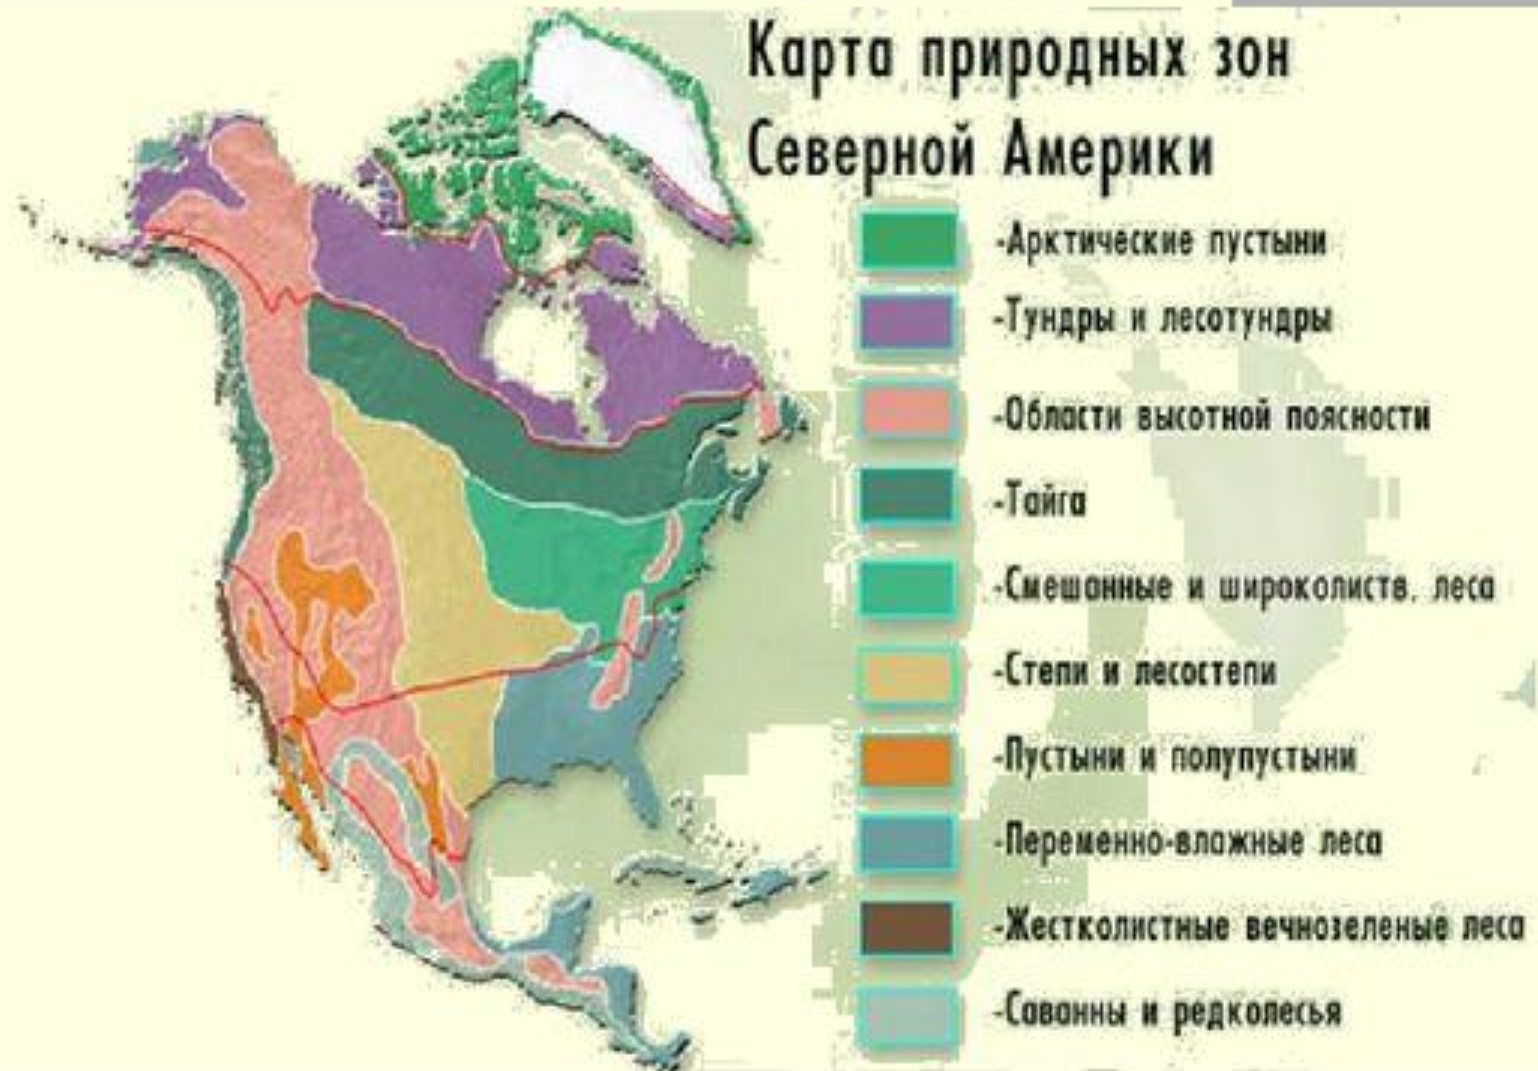 Карта природных зон
Северной Америки
-Арктические пустыни
-Тундры и лесотундры
-Области высотной поясности
-Тайга
-Смешанные и широколиств. леса
-Степи и лесостепи
-Пустыни и полупустыни
-Переменно-влажные леса
-Жестколистные вечнозеленые леса
-Саванны и редколесья